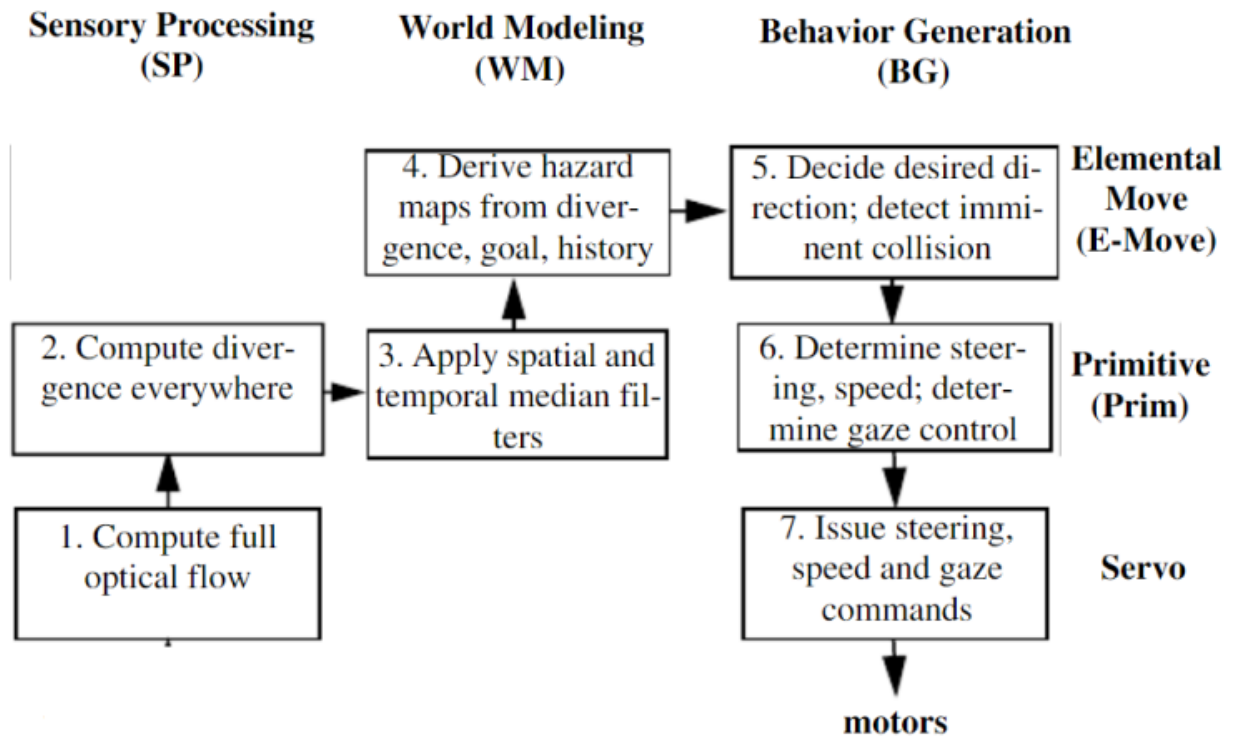 Sensory Processing
(SP)
World Modeling
(WM)
Behavior Generation
(BG)
4. Derive hazard
maps from diver-
gence, goal, history
5. Decide desired di-
rection; detect immi-
nent collision
Elemental
Move
(E-Move)
2. Compute diver-
gence everywhere
3. Apply spatial and
temporal median fil-
ters
6. Determine steer-
ing, speed; deter-
mine gaze control
Primitive
(Prim)
1. Compute full
optical flow
7. Issue steering,
speed and gaze
commands
Servo
motors